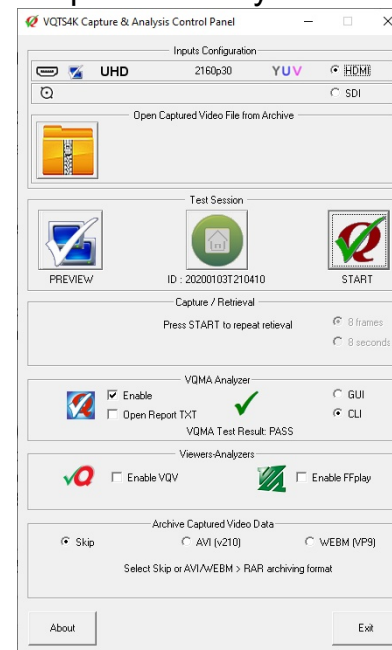 VQTS4K Capture & Analysis Control Panel
Inputs Configuration
UHD 2160p30 YUV HDMI
SDI
Open Captured Video File from Archive
Test Session
PREVIEW ID : 20200103T210410 START
Capture / Retrieval
Press START to repeat retieval
8 frames
8 seconds
VQMA Analyzer
Enable GUI
Open Report TXT CLI
VQMA Test Result: PASS
Viewers-Analyzers
Enable VQV Enable FFplay
Archive Captured Video Data
Skip AVI (v210) WEBM (VP9)
Select Skip or AVI/WEBM > RAR archiving format
About Exit